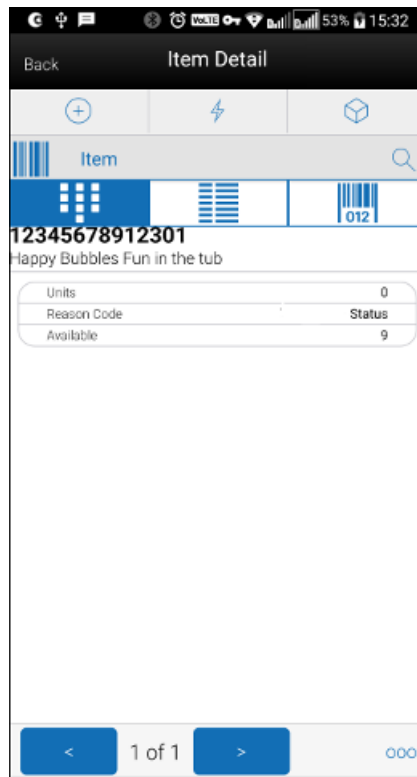 VoLTE 53% 15:32
Back Item Detail
Item
012
12345678912301
Happy Bubbles Fun in the tub
Units 0
Reason Code Status
Available 9
< 1 of 1 >